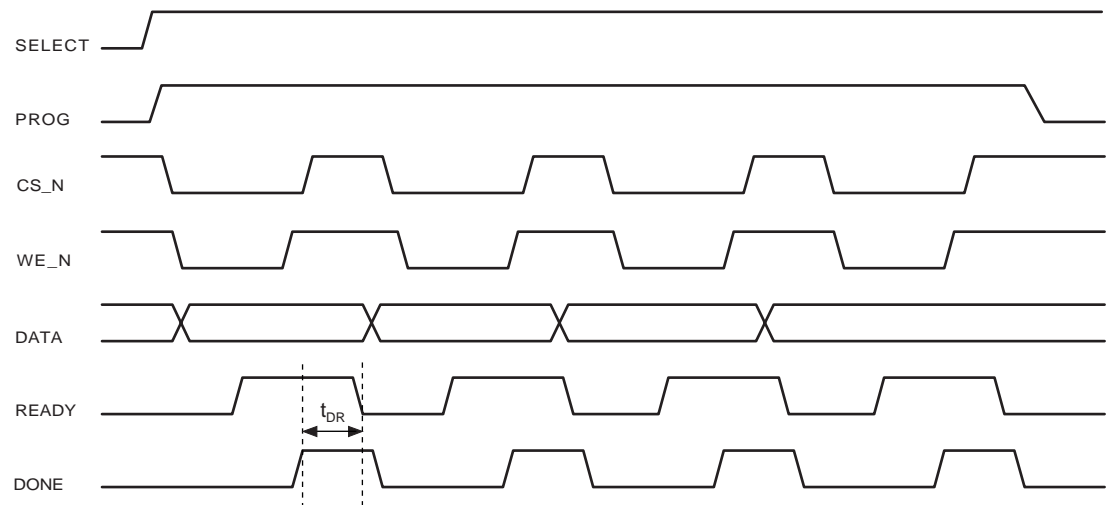 SELECT
PROG
CS_N
WE_N
DATA
READY
tDR
DONE